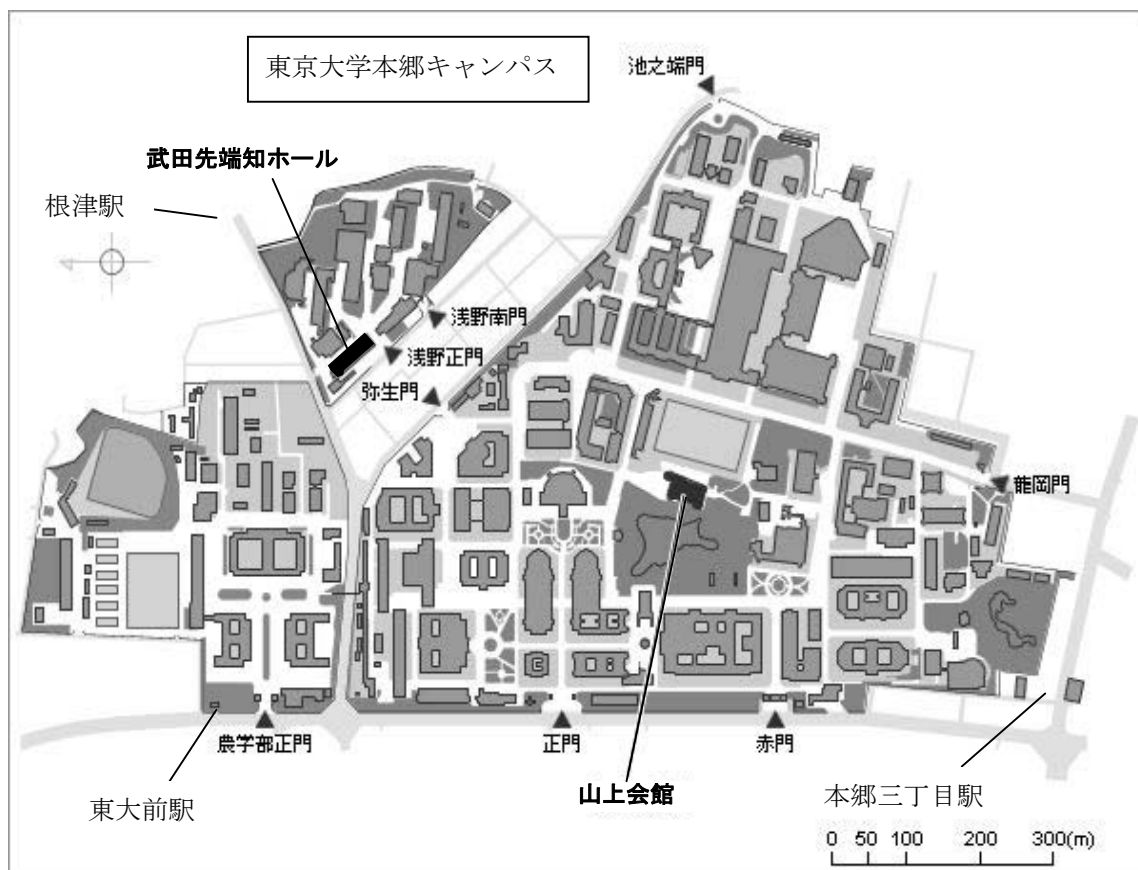 東京大学本郷キャンパス
池之端門
武田先端知ホール
根津駅
浅野南門
浅野正門
弥生門
龍岡門
農学部正門
正門
赤門
東大前駅
山上会館
本郷三丁目駅
0 50 100 200 300(m)